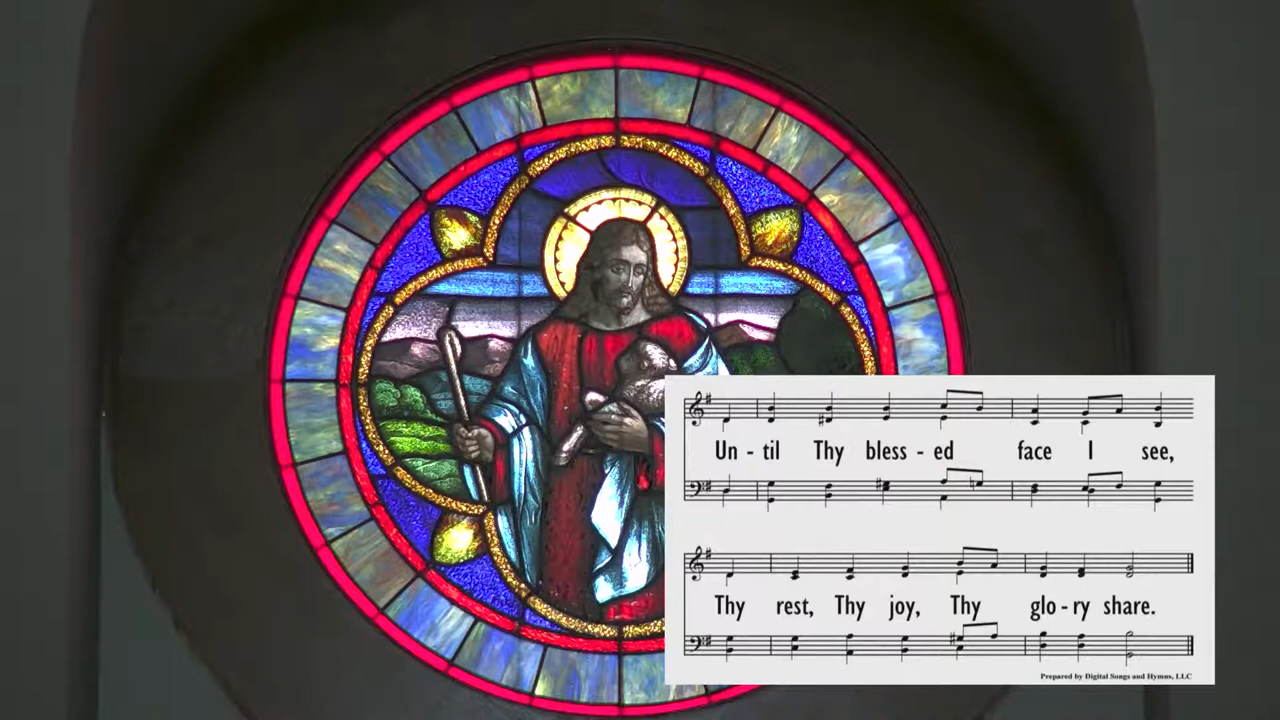 Un - til Thy bless - ed face I see,
Thy rest, Thy joy, Thy glo - ry share.
Prepared by Digital Songs and Hymns, LLC